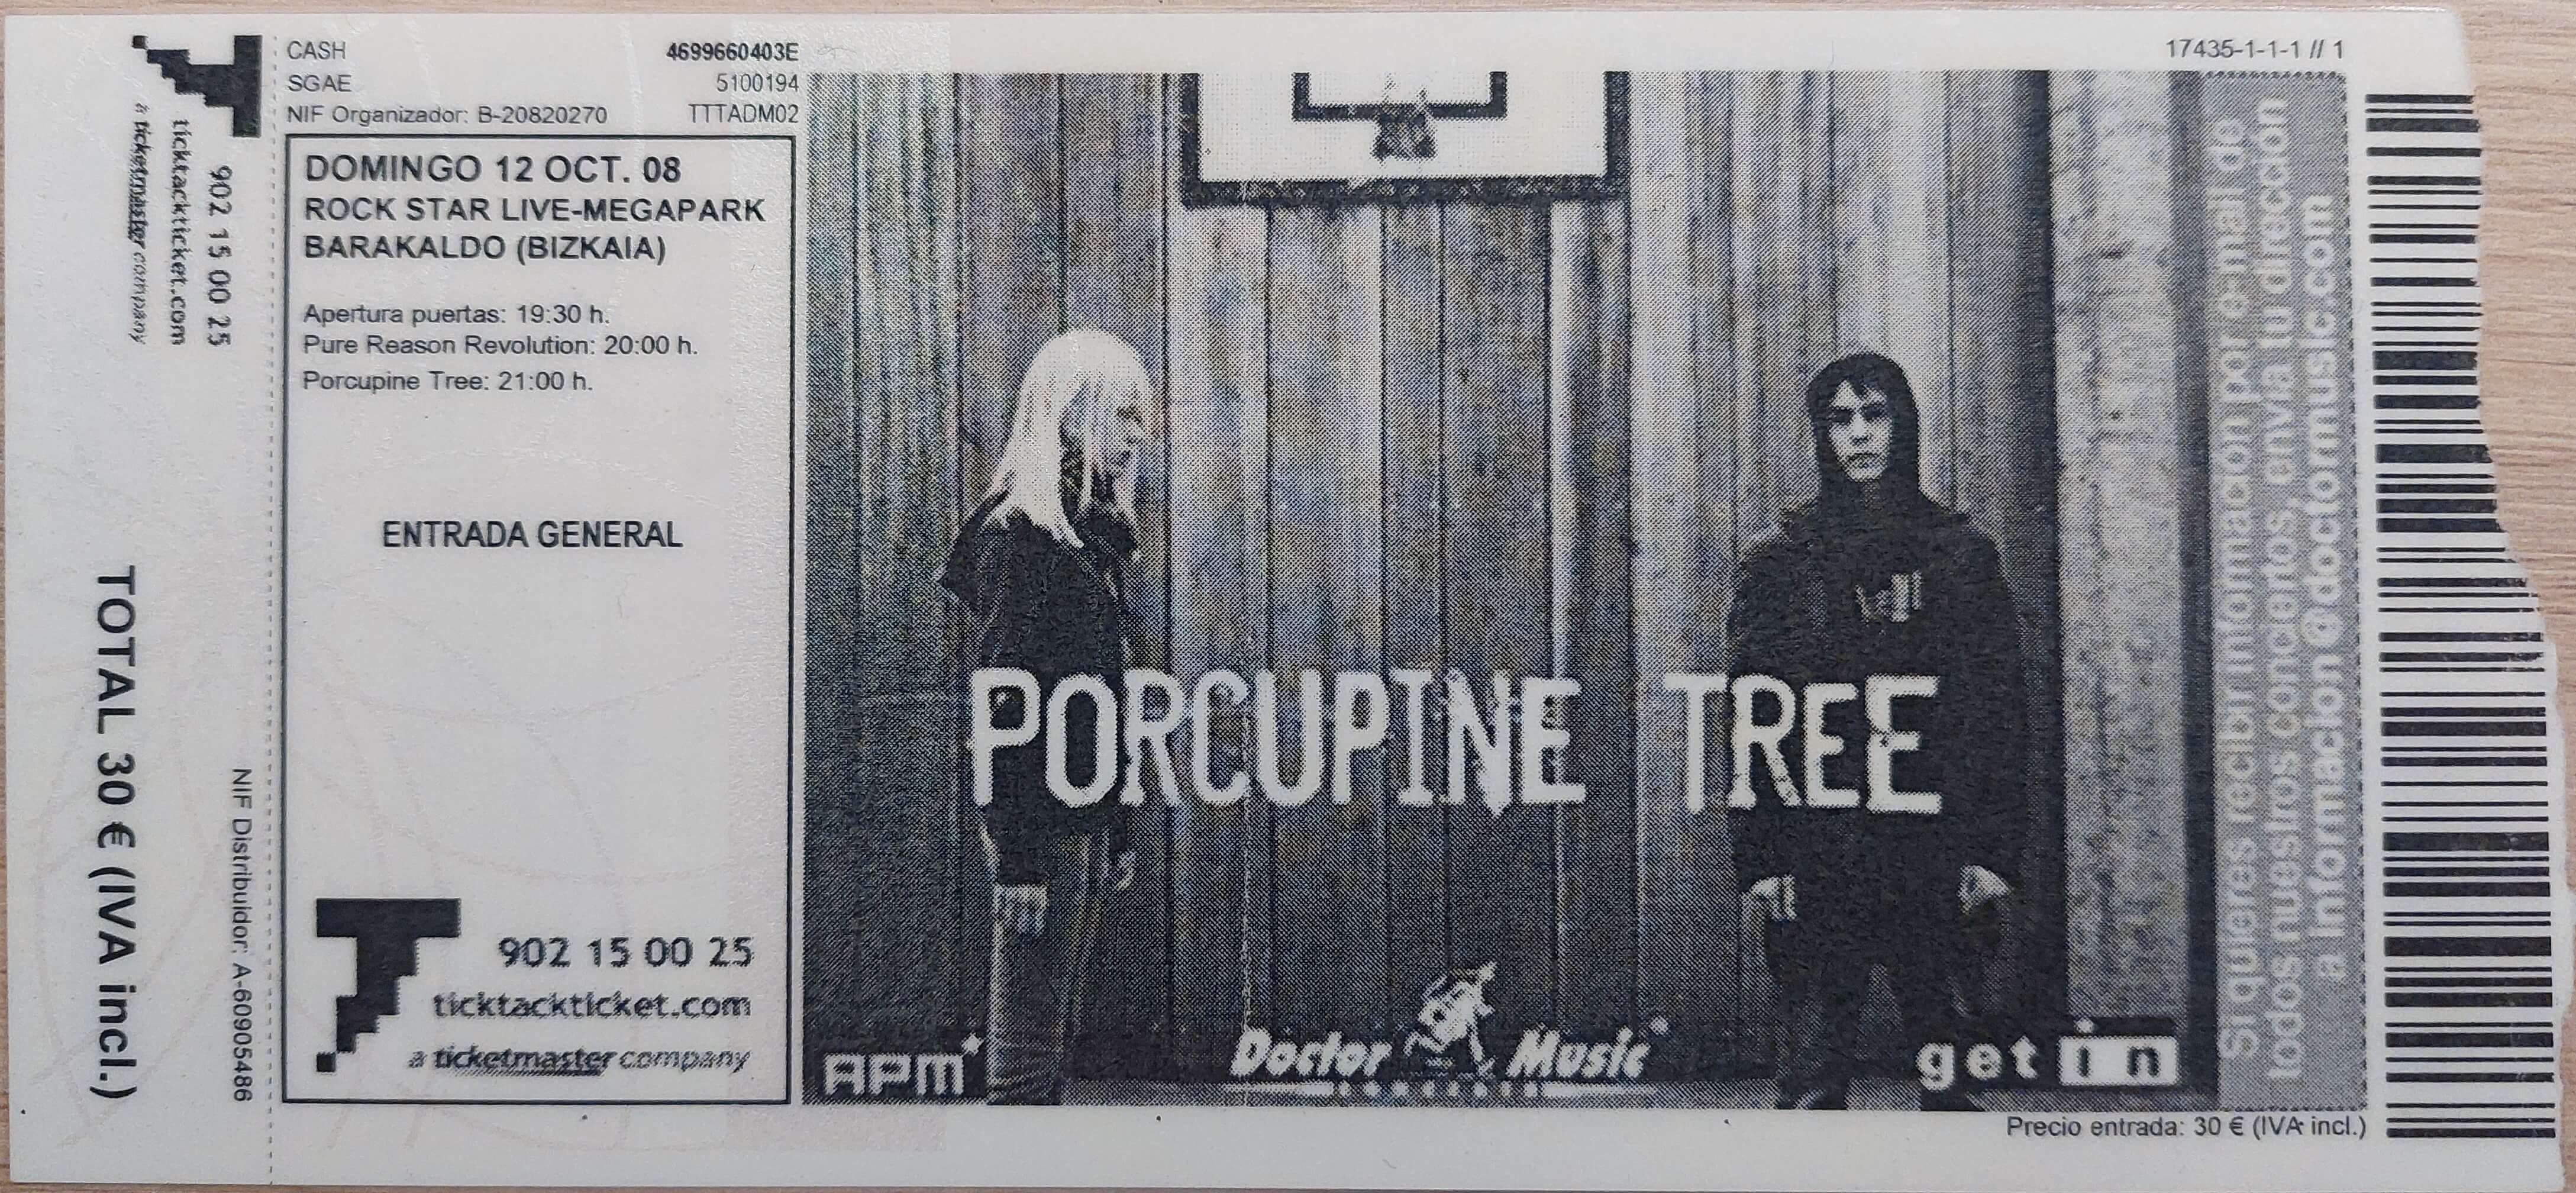 902 15 00 25
ticktackticket.com
a ticketmaster company
TOTAL 30 € (IVA incl.)
NIF Distribuidor: A-60905486
CASH 4699660403E
SGAE 5100194
NIF Organizador: B-20820270 TTTADM02
DOMINGO 12 OCT. 08
ROCK STAR LIVE-MEGAPARK
BARAKALDO (BIZKAIA)
Apertura puertas: 19:30 h.
Pure Reason Revolution: 20:00 h.
Porcupine Tree: 21:00 h.
ENTRADA GENERAL
902 15 00 25
ticktackticket.com
a ticketmaster company
17435-1-1-1 // 1
PORCUPINE TREE
APM
Doctor Music
get in
Si quieres recibir información por e-mail de
todos nuestros conciertos, envía tu dirección
a informacion@doctormusic.com
Precio entrada: 30 € (IVA incl.)